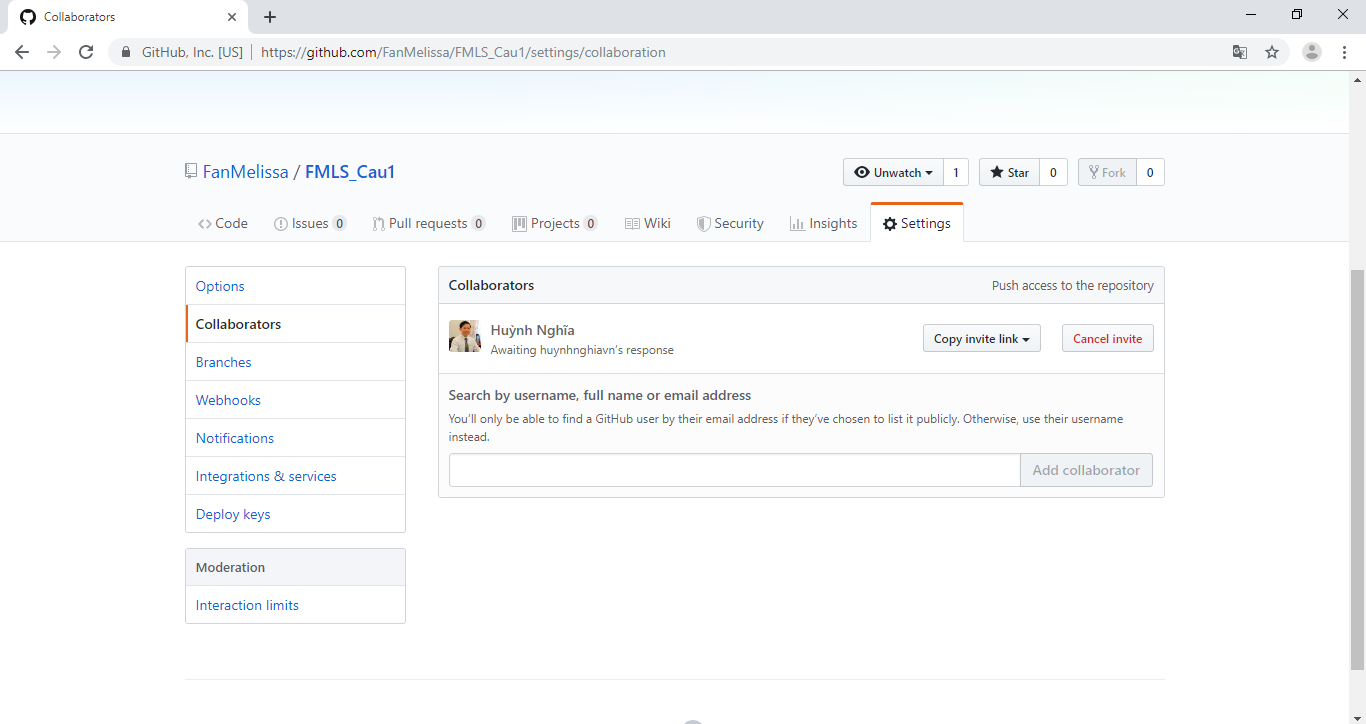 Collaborators
GitHub, Inc. [US] https://github.com/FanMelissa/FMLS_Cau1/settings/collaboration
FanMelissa / FMLS_Cau1
Unwatch 1 Star 0 Fork 0
Code Issues 0 Pull requests 0 Projects 0 Wiki Security Insights Settings
Options
Collaborators
Branches
Webhooks
Notifications
Integrations & services
Deploy keys
Moderation
Interaction limits
Collaborators Push access to the repository
Huỳnh Nghĩa
Awaiting huynhnghiavn's response
Copy invite link Cancel invite
Search by username, full name or email address
You'll only be able to find a GitHub user by their email address if they've chosen to list it publicly. Otherwise, use their username
instead.
Add collaborator